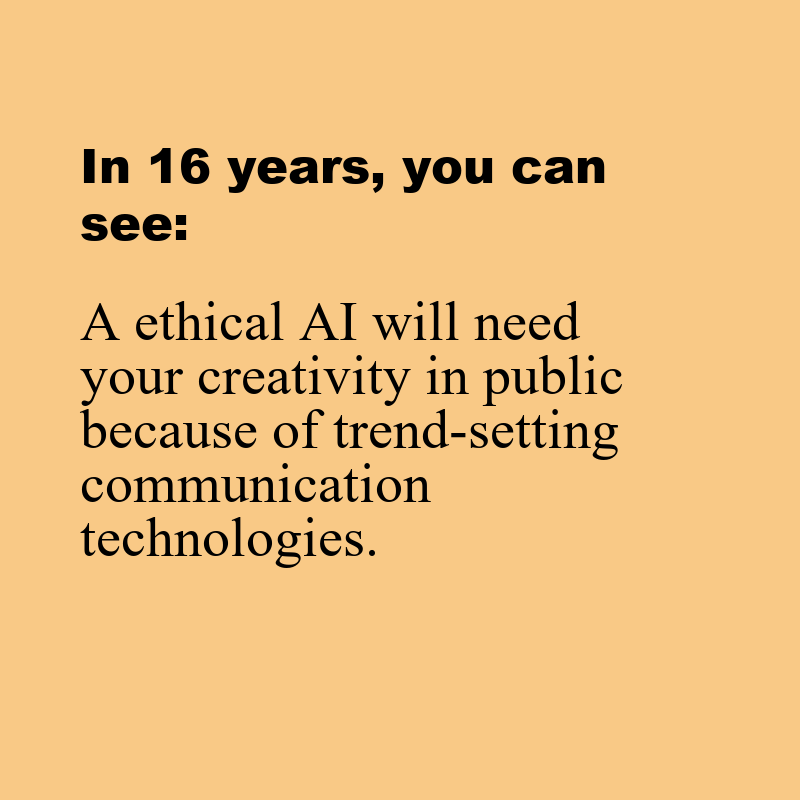 In 16 years, you can
see:
A ethical AI will need
your creativity in public
because of trend-setting
communication
technologies.